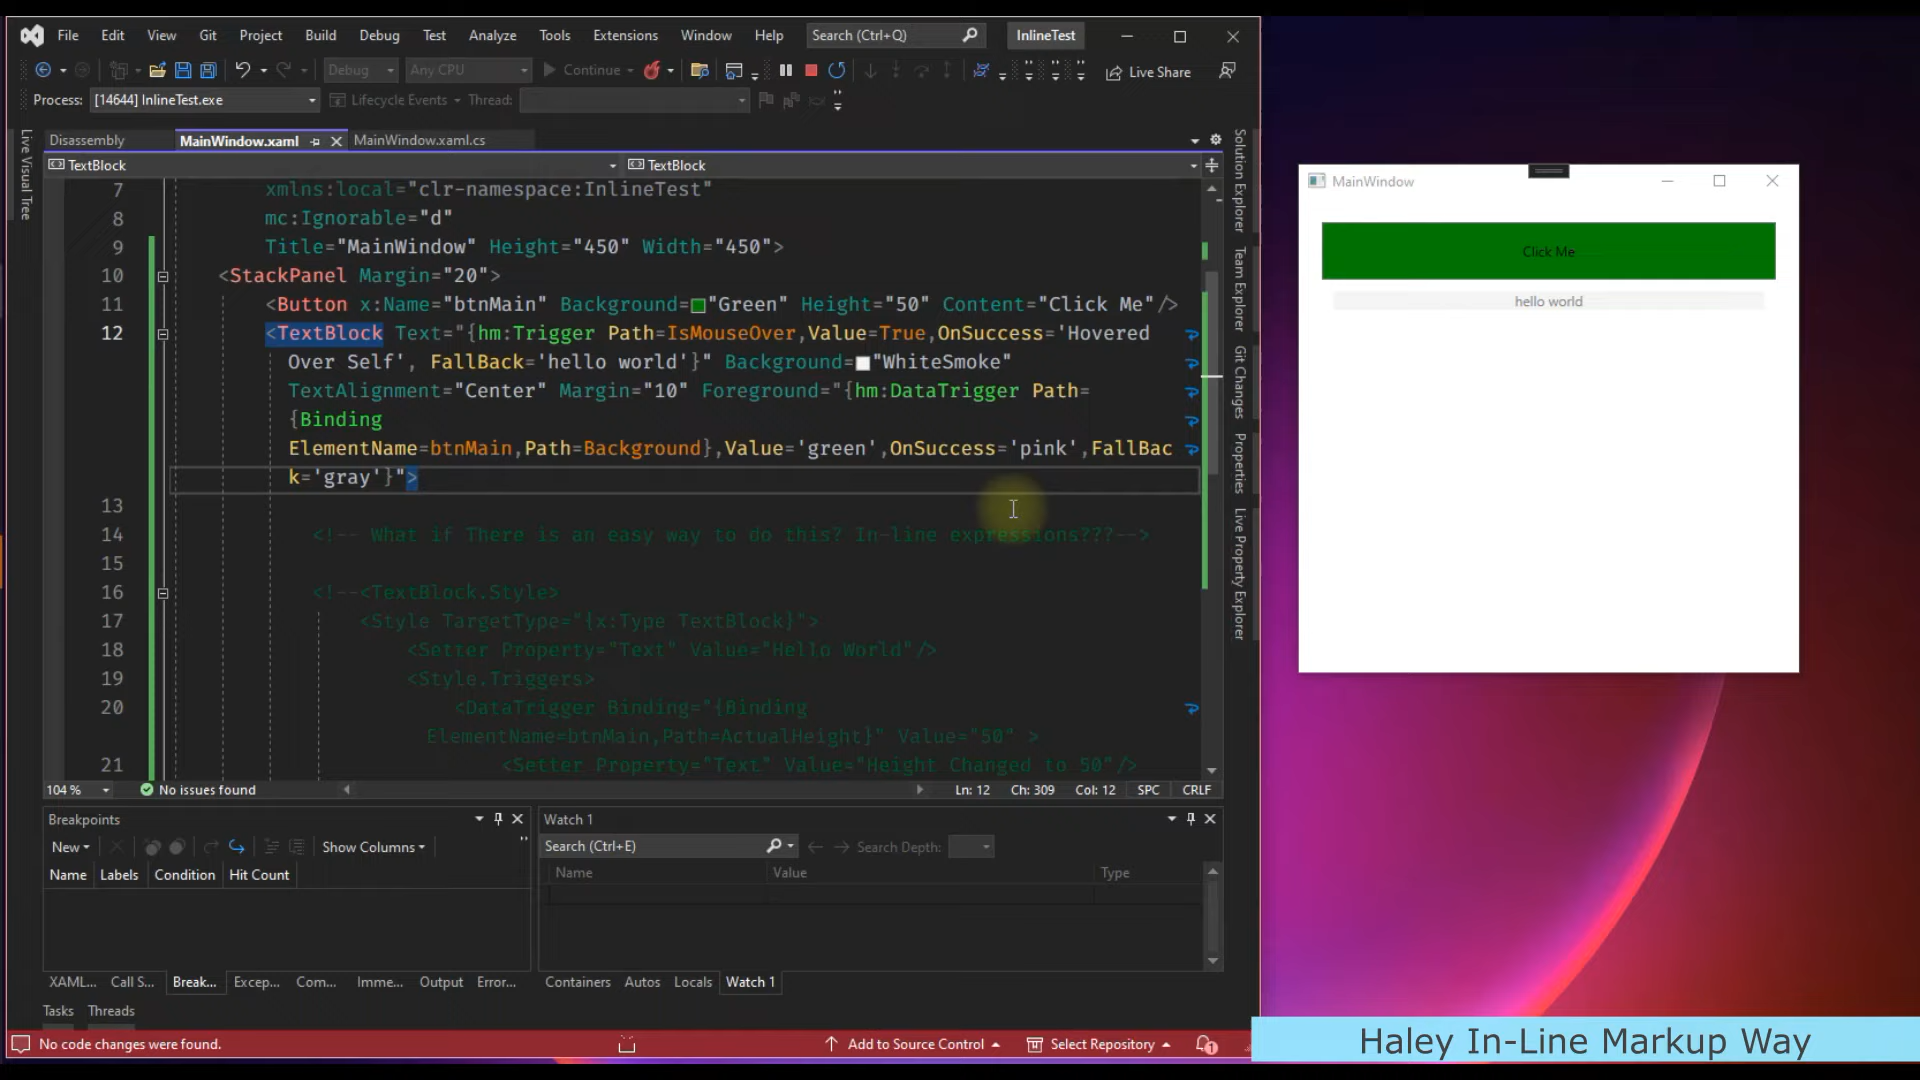 File Edit View Git Project Build Debug Test Analyze Tools Extensions Window Help Search (Ctrl+Q) InlineTest
Debug Any CPU Continue Live Share
Process: [14644] InlineTest.exe Lifecycle Events Thread:
Disassembly MainWindow.xaml MainWindow.xaml.cs
TextBlock TextBlock
Live Visual Tree
7 xmlns:local="clr-namespace:InlineTest"
8 mc:Ignorable="d"
9 Title="MainWindow" Height="450" Width="450">
10 <StackPanel Margin="20">
11 <Button x:Name="btnMain" Background="Green" Height="50" Content="Click Me"/>
12 <TextBlock Text="{hm:Trigger Path=IsMouseOver,Value=True,OnSuccess='Hovered
Over Self', FallBack='hello world'}" Background="WhiteSmoke"
TextAlignment="Center" Margin="10" Foreground="{hm:DataTrigger Path=
{Binding
ElementName=btnMain,Path=Background},Value='green',OnSuccess='pink',FallBac
k='gray'}">
13
14 <!-- What if There is an easy way to do this? In-line expressions???-->
15
16 <!--<TextBlock.Style>
17 <Style TargetType="{x:Type TextBlock}">
18 <Setter Property="Text" Value="Hello World"/>
19 <Style.Triggers>
20 <DataTrigger Binding="{Binding
ElementName=btnMain,Path=ActualHeight}" Value="50" >
21 <Setter Property="Text" Value="Height Changed to 50"/>
104 % No issues found Ln: 12 Ch: 309 Col: 12 SPC CRLF
Solution Explorer
Team Explorer
Git Changes
Properties
Live Property Explorer
Breakpoints
New Show Columns
Name Labels Condition Hit Count
Watch 1
Search (Ctrl+E) Search Depth:
Name Value Type
XAML... Call S... Break... Excep... Com... Imme... Output Error...
Containers Autos Locals Watch 1
Tasks Threads
No code changes were found. Add to Source Control Select Repository 1
MainWindow
Click Me
hello world
Haley In-Line Markup Way